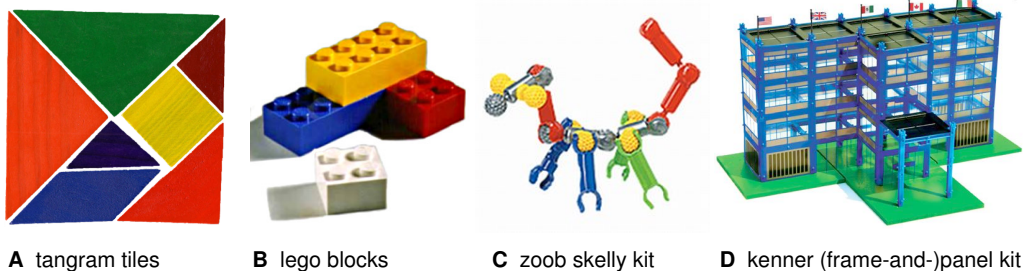 A tangram tiles
B lego blocks
C zoob skelly kit
D kenner (frame-and-)panel kit